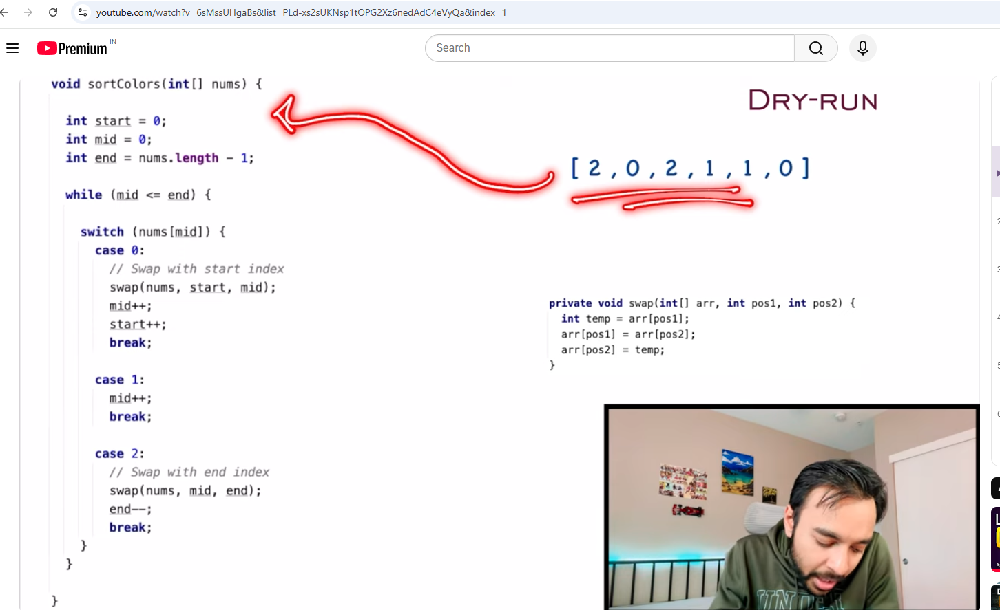 youtube.com/watch?v=6sMssUHgaBs&list=PLd-xs2sUKNsp1tOPG2Xz6nedAdC4eVyQa&index=1
Premium IN
Search
void sortColors(int[] nums) {
int start = 0;
int mid = 0;
int end = nums.length - 1;
while (mid <= end) {
switch (nums[mid]) {
case 0:
// Swap with start index
swap(nums, start, mid);
mid++;
start++;
break;
case 1:
mid++;
break;
case 2:
// Swap with end index
swap(nums, mid, end);
end--;
break;
}
}
}
DRY-RUN
[ 2 , 0 , 2 , 1 , 1 , 0 ]
private void swap(int[] arr, int pos1, int pos2) {
int temp = arr[pos1];
arr[pos1] = arr[pos2];
arr[pos2] = temp;
}